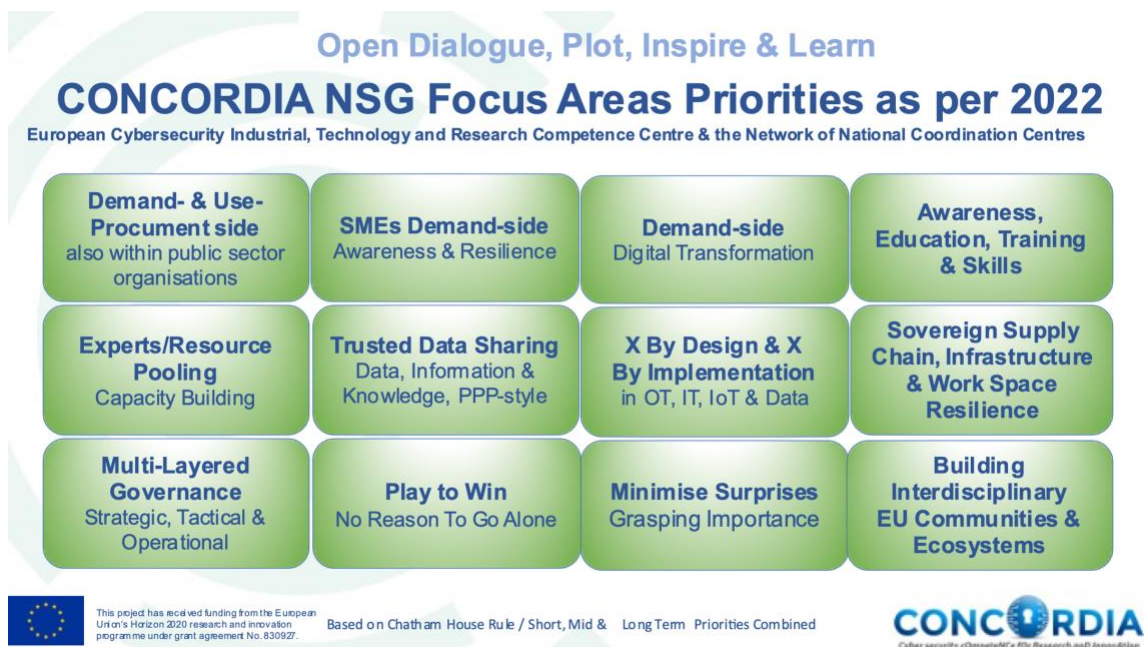 Open Dialogue, Plot, Inspire & Learn
CONCORDIA NSG Focus Areas Priorities as per 2022
European Cybersecurity Industrial, Technology and Research Competence Centre & the Network of National Coordination Centres
Demand- & Use-
Procument side
also within public sector
organisations
SMEs Demand-side
Awareness & Resilience
Demand-side
Digital Transformation
Awareness,
Education, Training
& Skills
Experts/Resource
Pooling
Capacity Building
Trusted Data Sharing
Data, Information &
Knowledge, PPP-style
X By Design & X
By Implementation
in OT, IT, IoT & Data
Sovereign Supply
Chain, Infrastructure
& Work Space
Resilience
Multi-Layered
Governance
Strategic, Tactical &
Operational
Play to Win
No Reason To Go Alone
Minimise Surprises
Grasping Importance
Building
Interdisciplinary
EU Communities &
Ecosystems
This project has received funding from the European
Union's Horizon 2020 research and innovation
programme under grant agreement No. 830927.
Based on Chatham House Rule / Short, Mid & Long Term Priorities Combined
CONCORDIA
Cyber security cOmpeteNCe fOr Research anD InnovAtion